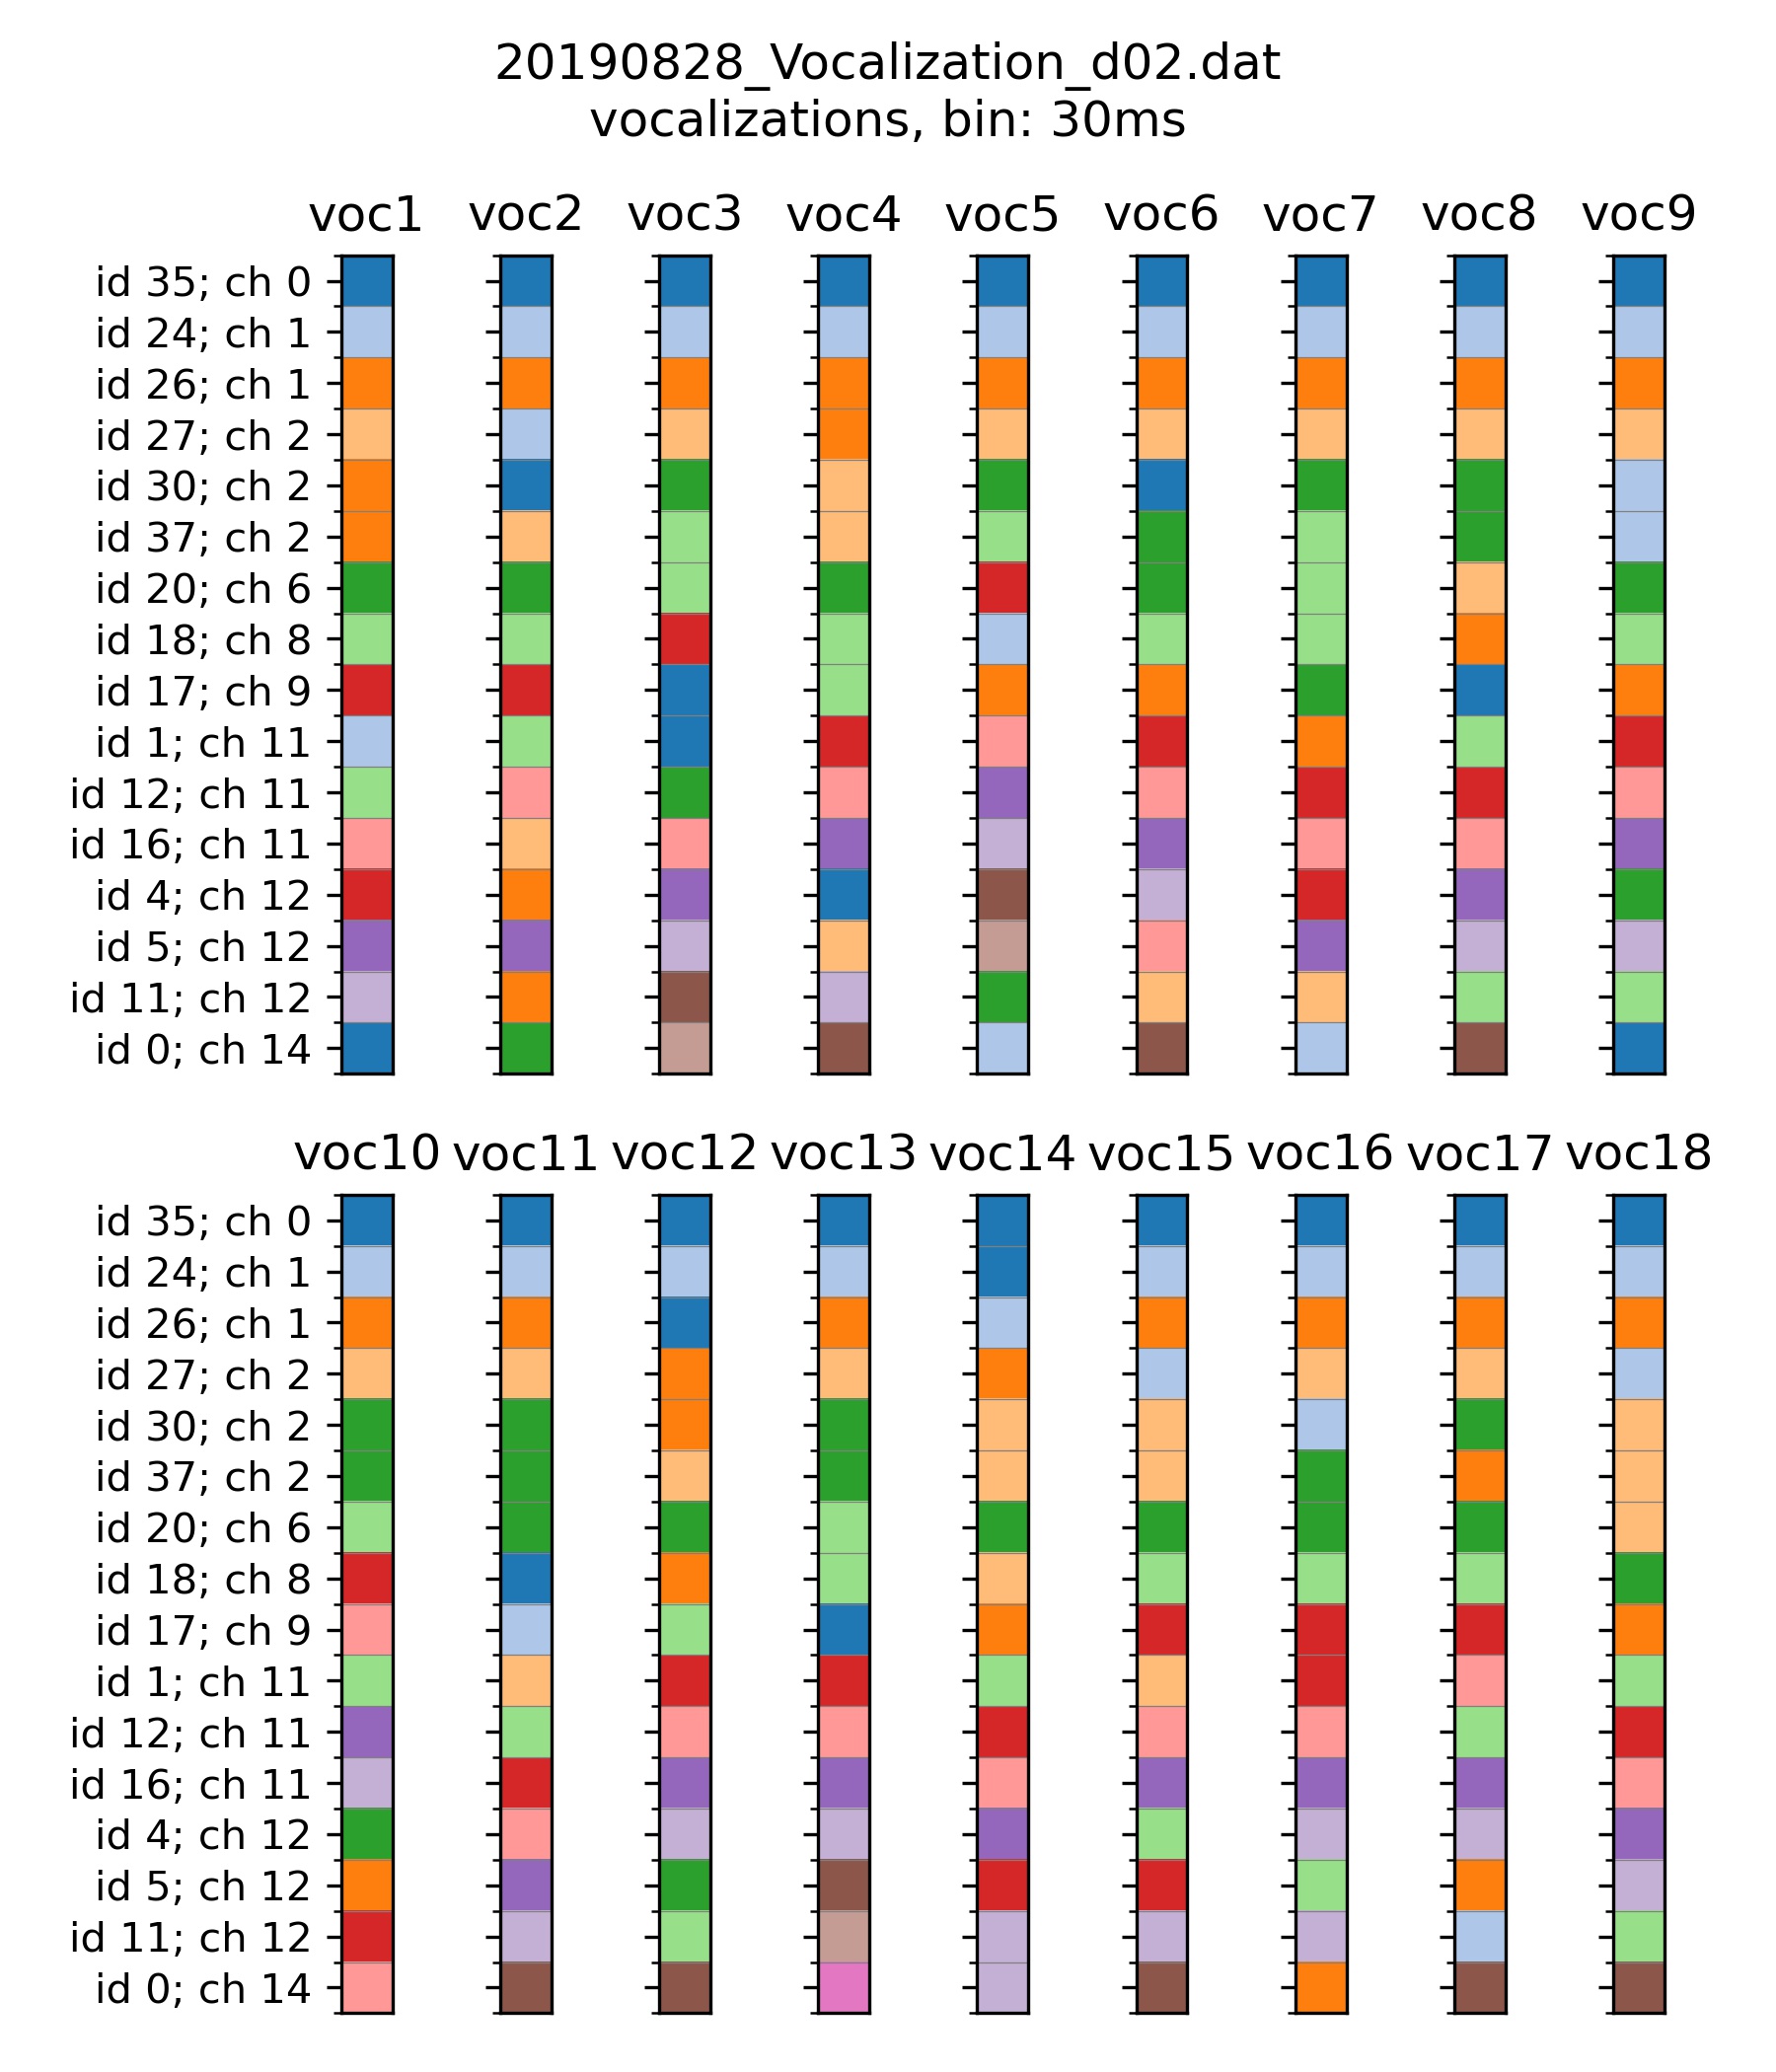 20190828_Vocalization_d02.dat
vocalizations, bin: 30ms
voc1 voc2 voc3 voc4 voc5 voc6 voc7 voc8 voc9
id 35; ch 0
id 24; ch 1
id 26; ch 1
id 27; ch 2
id 30; ch 2
id 37; ch 2
id 20; ch 6
id 18; ch 8
id 17; ch 9
id 1; ch 11
id 12; ch 11
id 16; ch 11
id 4; ch 12
id 5; ch 12
id 11; ch 12
id 0; ch 14
voc10 voc11 voc12 voc13 voc14 voc15 voc16 voc17 voc18
id 35; ch 0
id 24; ch 1
id 26; ch 1
id 27; ch 2
id 30; ch 2
id 37; ch 2
id 20; ch 6
id 18; ch 8
id 17; ch 9
id 1; ch 11
id 12; ch 11
id 16; ch 11
id 4; ch 12
id 5; ch 12
id 11; ch 12
id 0; ch 14